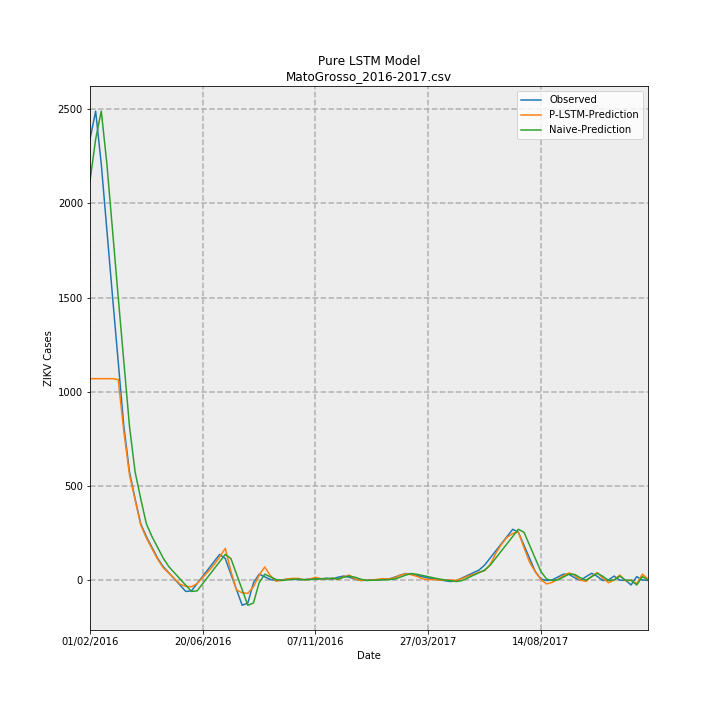 Pure LSTM Model
MatoGrosso_2016-2017.csv
Observed
P-LSTM-Prediction
Naive-Prediction
ZIKV Cases
2500
2000
1500
1000
500
0
01/02/2016 20/06/2016 07/11/2016 27/03/2017 14/08/2017
Date